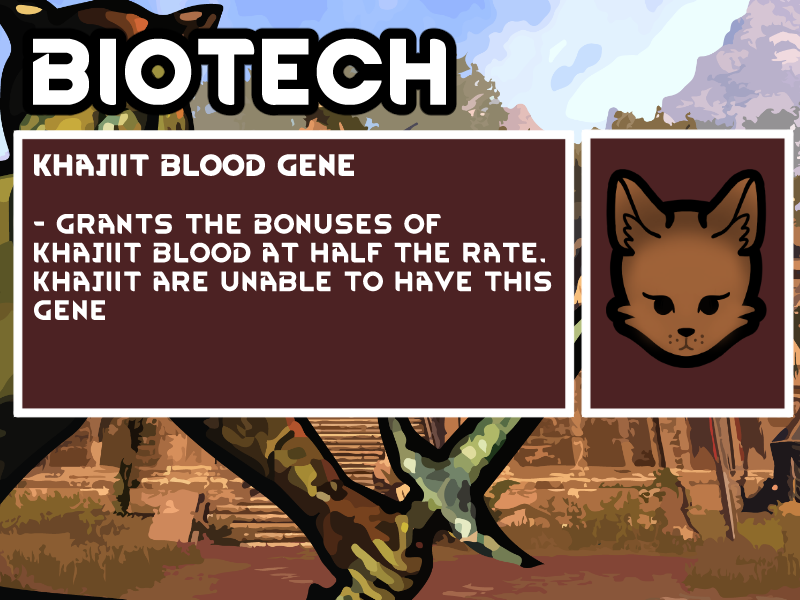 BIOTECH
KHAJIIT BLOOD GENE
- GRANTS THE BONUSES OF
KHAJIIT BLOOD AT HALF THE RATE.
KHAJIIT ARE UNABLE TO HAVE THIS
GENE